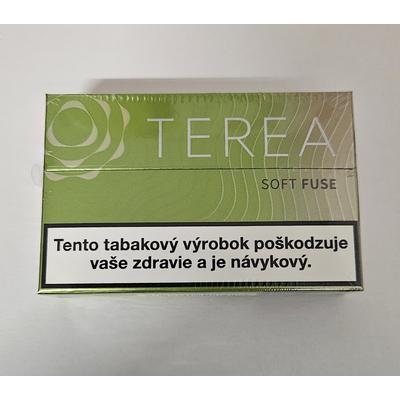 TEREA
SOFT FUSE
Tento tabakový výrobok poškodzuje
vaše zdravie a je návykový.